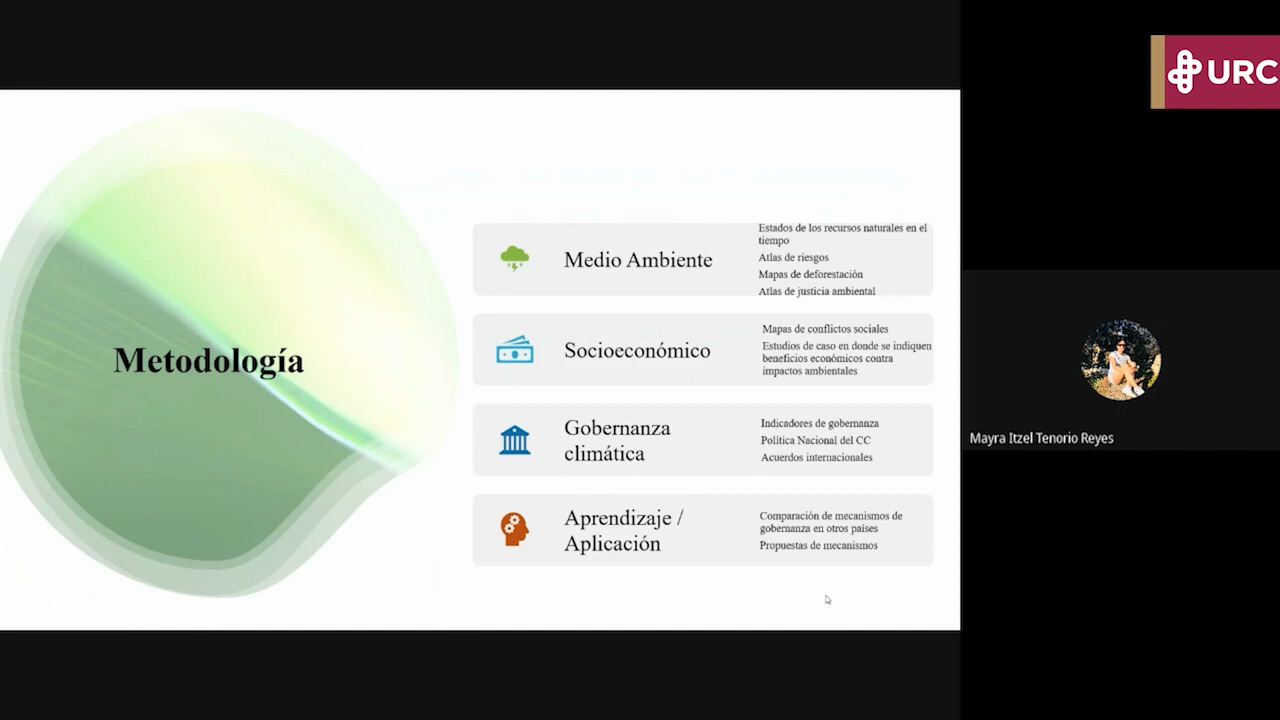 URC
Metodología
Medio Ambiente
Estados de los recursos naturales en el
tiempo
Atlas de riesgos
Mapas de deforestación
Atlas de justicia ambiental
Socioeconómico
Mapas de conflictos sociales
Estudios de caso en donde se indiquen
beneficios económicos contra
impactos ambientales
Gobernanza
climática
Indicadores de gobernanza
Política Nacional del CC
Acuerdos internacionales
Aprendizaje /
Aplicación
Comparación de mecanismos de
gobernanza en otros países
Propuestas de mecanismos
Mayra Itzel Tenorio Reyes